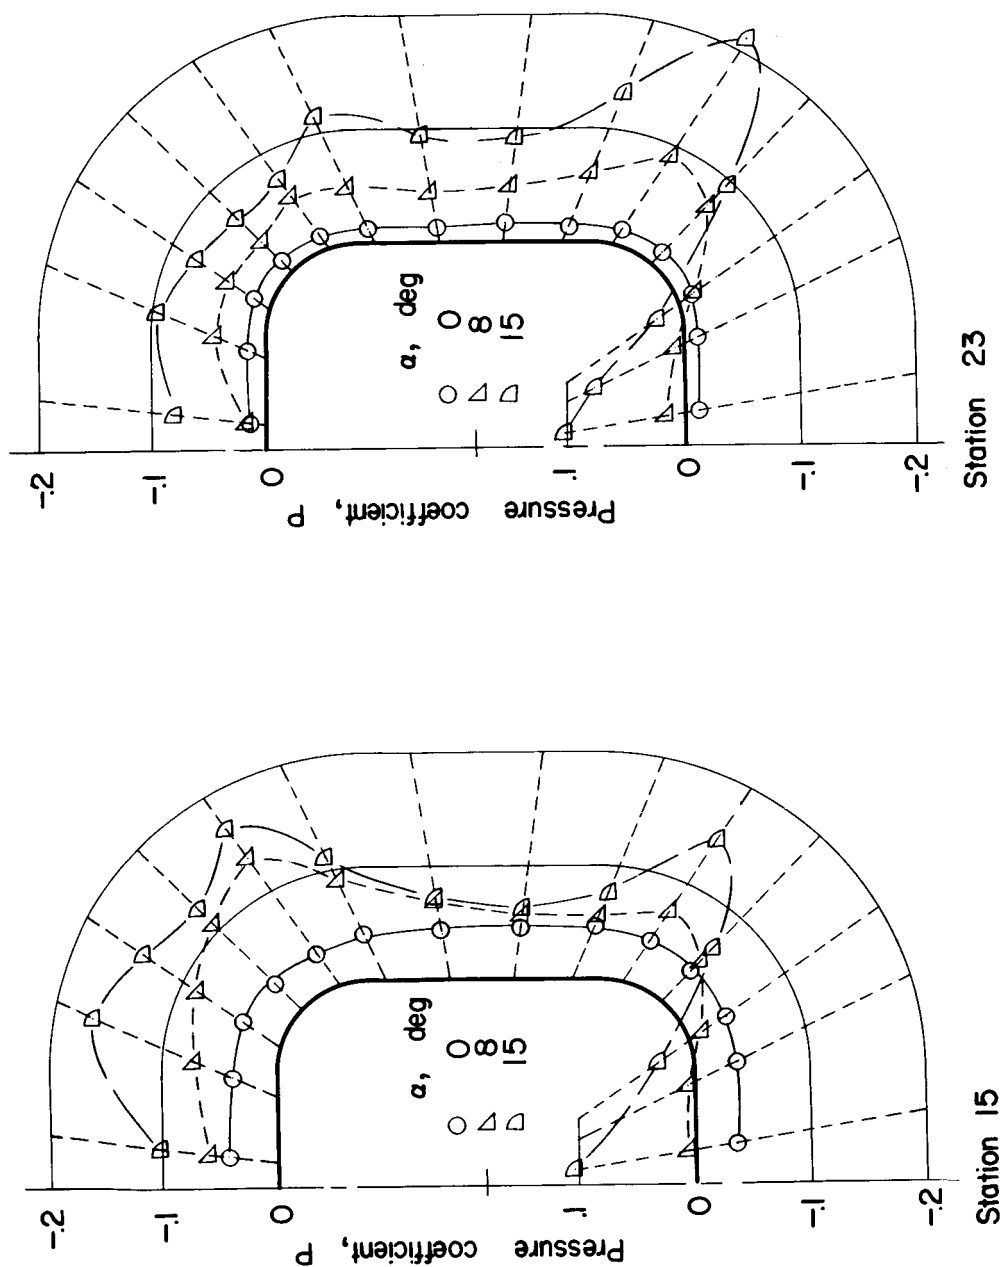 -.2
-.1
0
.1
0
-.1
-.2
Pressure
coefficient, P
α, deg
0
8
15
Station 23
-.2
-.1
0
.1
0
-.1
-.2
Pressure
coefficient, P
α, deg
0
8
15
Station 15